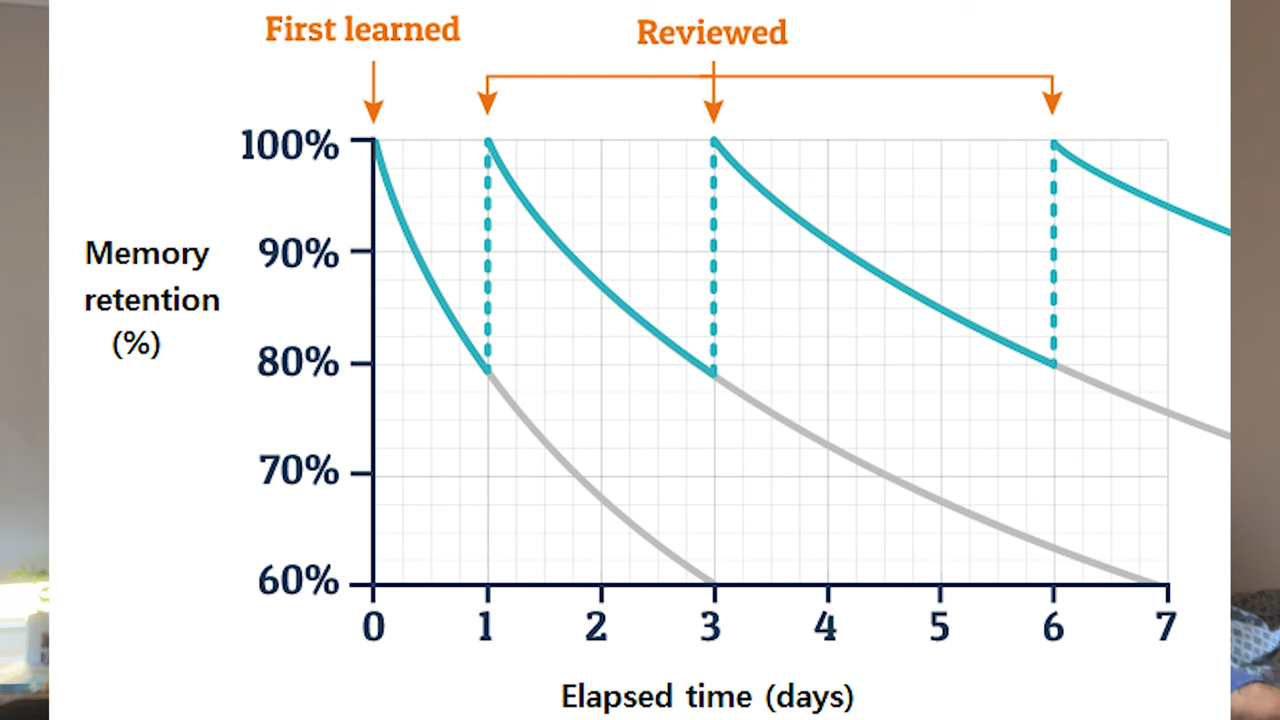 First learned
Reviewed
100%
90%
80%
70%
60%
Memory
retention
(%)
0 1 2 3 4 5 6 7
Elapsed time (days)